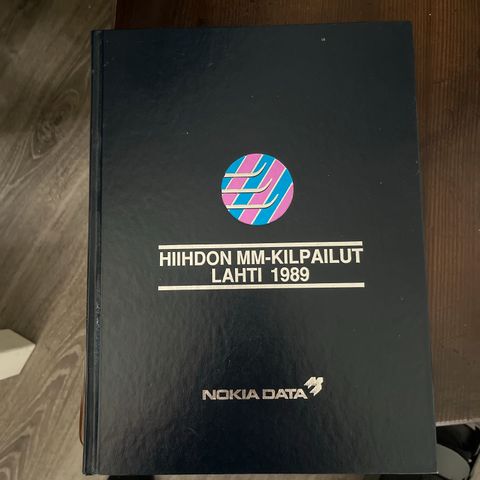 HIIHDON MM-KILPAILUT
LAHTI 1989
NOKIA DATA